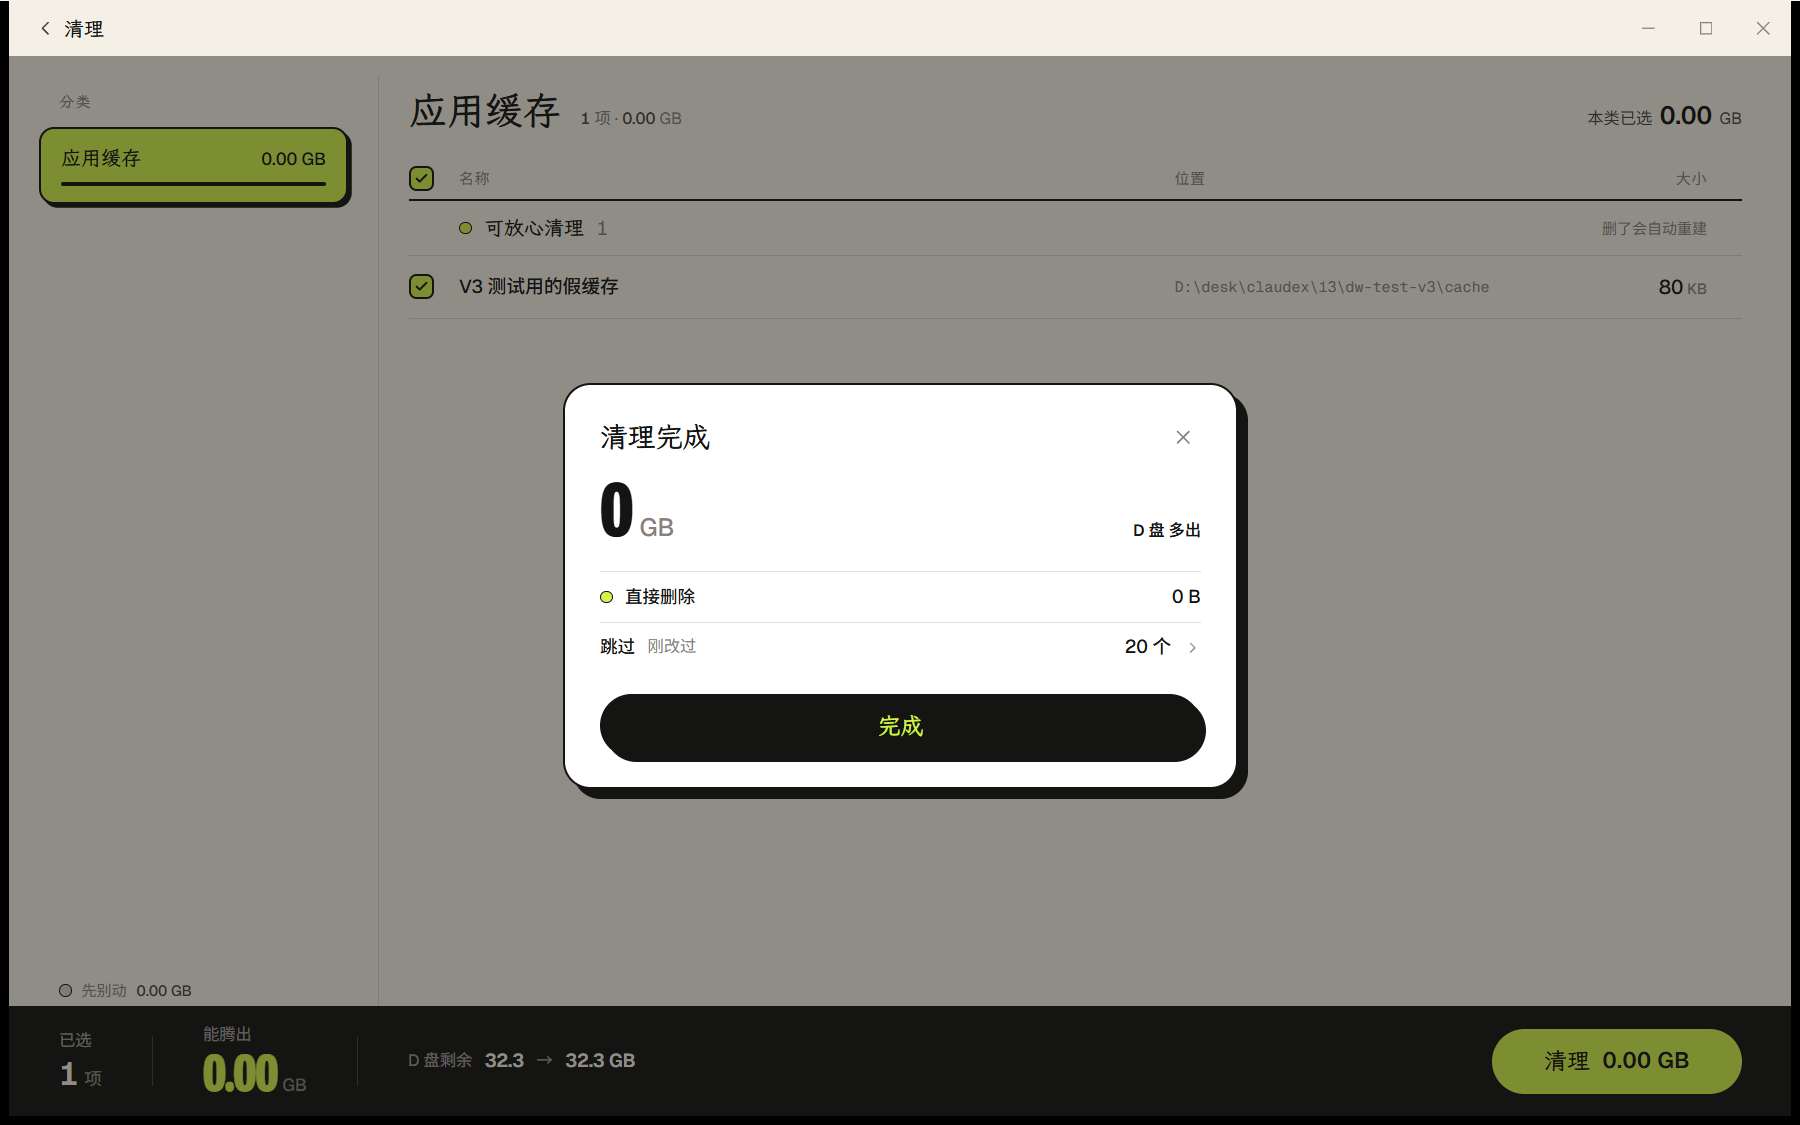 清理
分类
应用缓存 0.00 GB
应用缓存 1 项 · 0.00 GB 本类已选 0.00 GB
名称 位置 大小
可放心清理 1 删了会自动重建
V3 测试用的假缓存 D:\desk\claudex\13\dw-test-v3\cache 80 KB
清理完成
0 GB D 盘 多出
直接删除 0 B
跳过 刚改过 20 个
完成
先别动 0.00 GB
已选 能腾出
1 项 0.00 GB D 盘剩余 32.3 → 32.3 GB 清理 0.00 GB